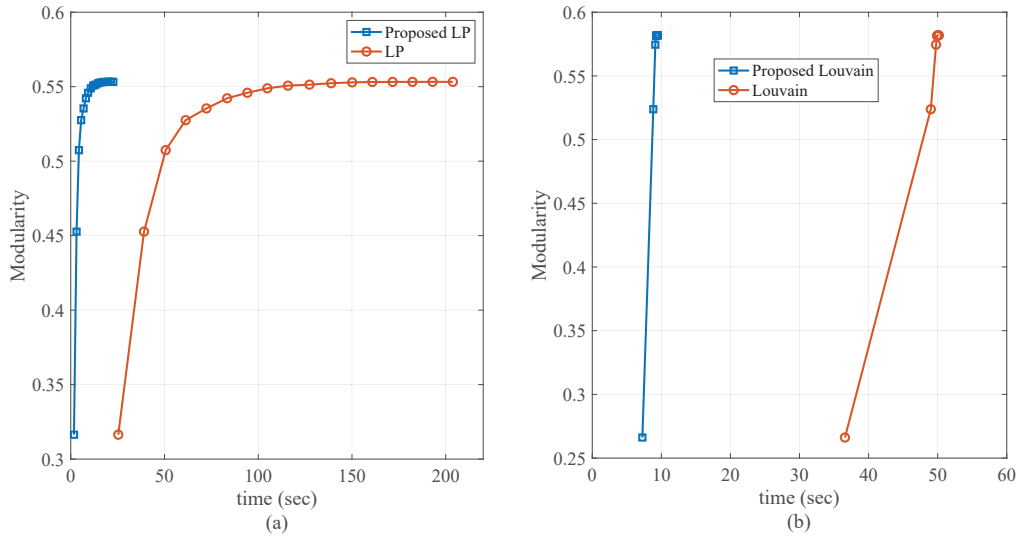 0.6
0.55
0.5
0.45
0.4
0.35
0.3
Modularity
Proposed LP
LP
0 50 100 150 200
time (sec)
(a)
0.6
0.55
0.5
0.45
0.4
0.35
0.3
0.25
Modularity
Proposed Louvain
Louvain
0 10 20 30 40 50 60
time (sec)
(b)